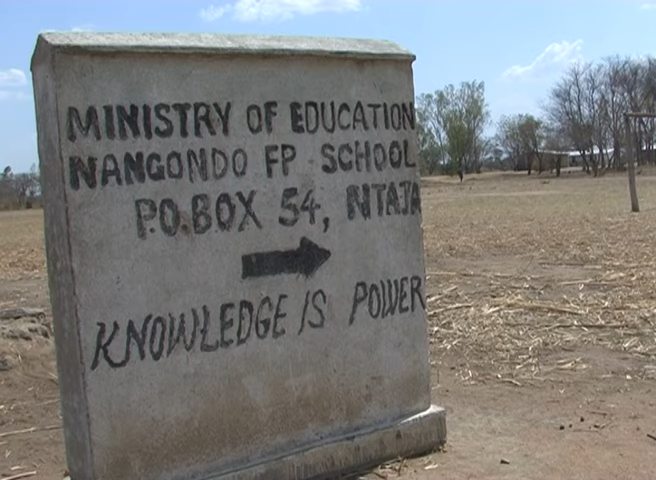 MINISTRY OF EDUCATION
NANGONDO FP SCHOOL
P.O.BOX 54, NTAJA
KNOWLEDGE IS POWER